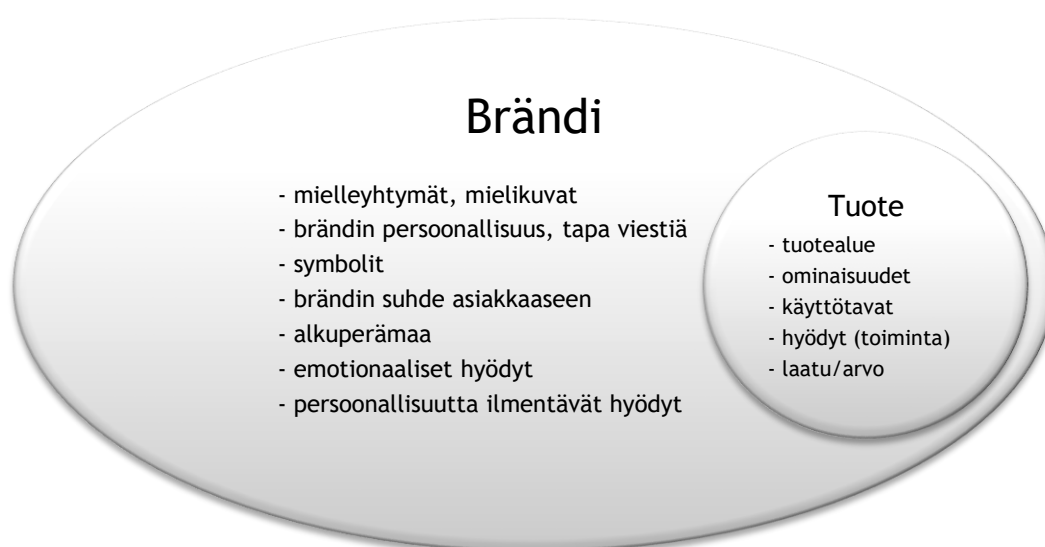 Brändi
- mielleyhtymät, mielikuvat
- brändin persoonallisuus, tapa viestiä
- symbolit
- brändin suhde asiakkaaseen
- alkuperämaa
- emotionaaliset hyödyt
- persoonallisuutta ilmentävät hyödyt
Tuote
- tuotealue
- ominaisuudet
- käyttötavat
- hyödyt (toiminta)
- laatu/arvo